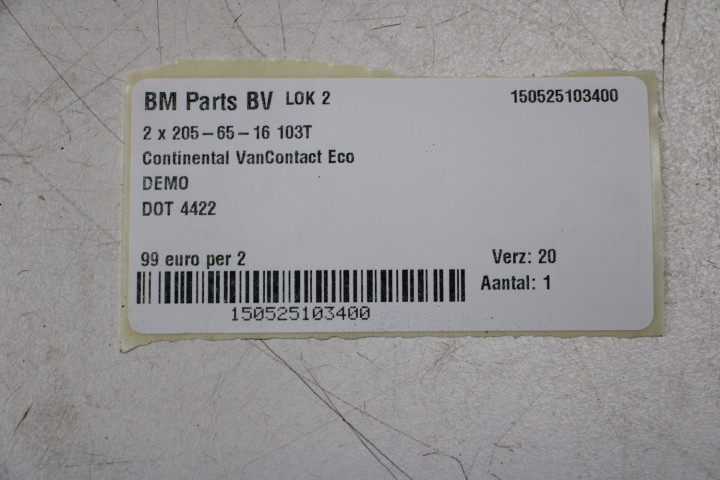 BM Parts BV LOK 2 150525103400
2 x 205-65-16 103T
Continental VanContact Eco
DEMO
DOT 4422
99 euro per 2 Verz: 20
Aantal: 1
150525103400